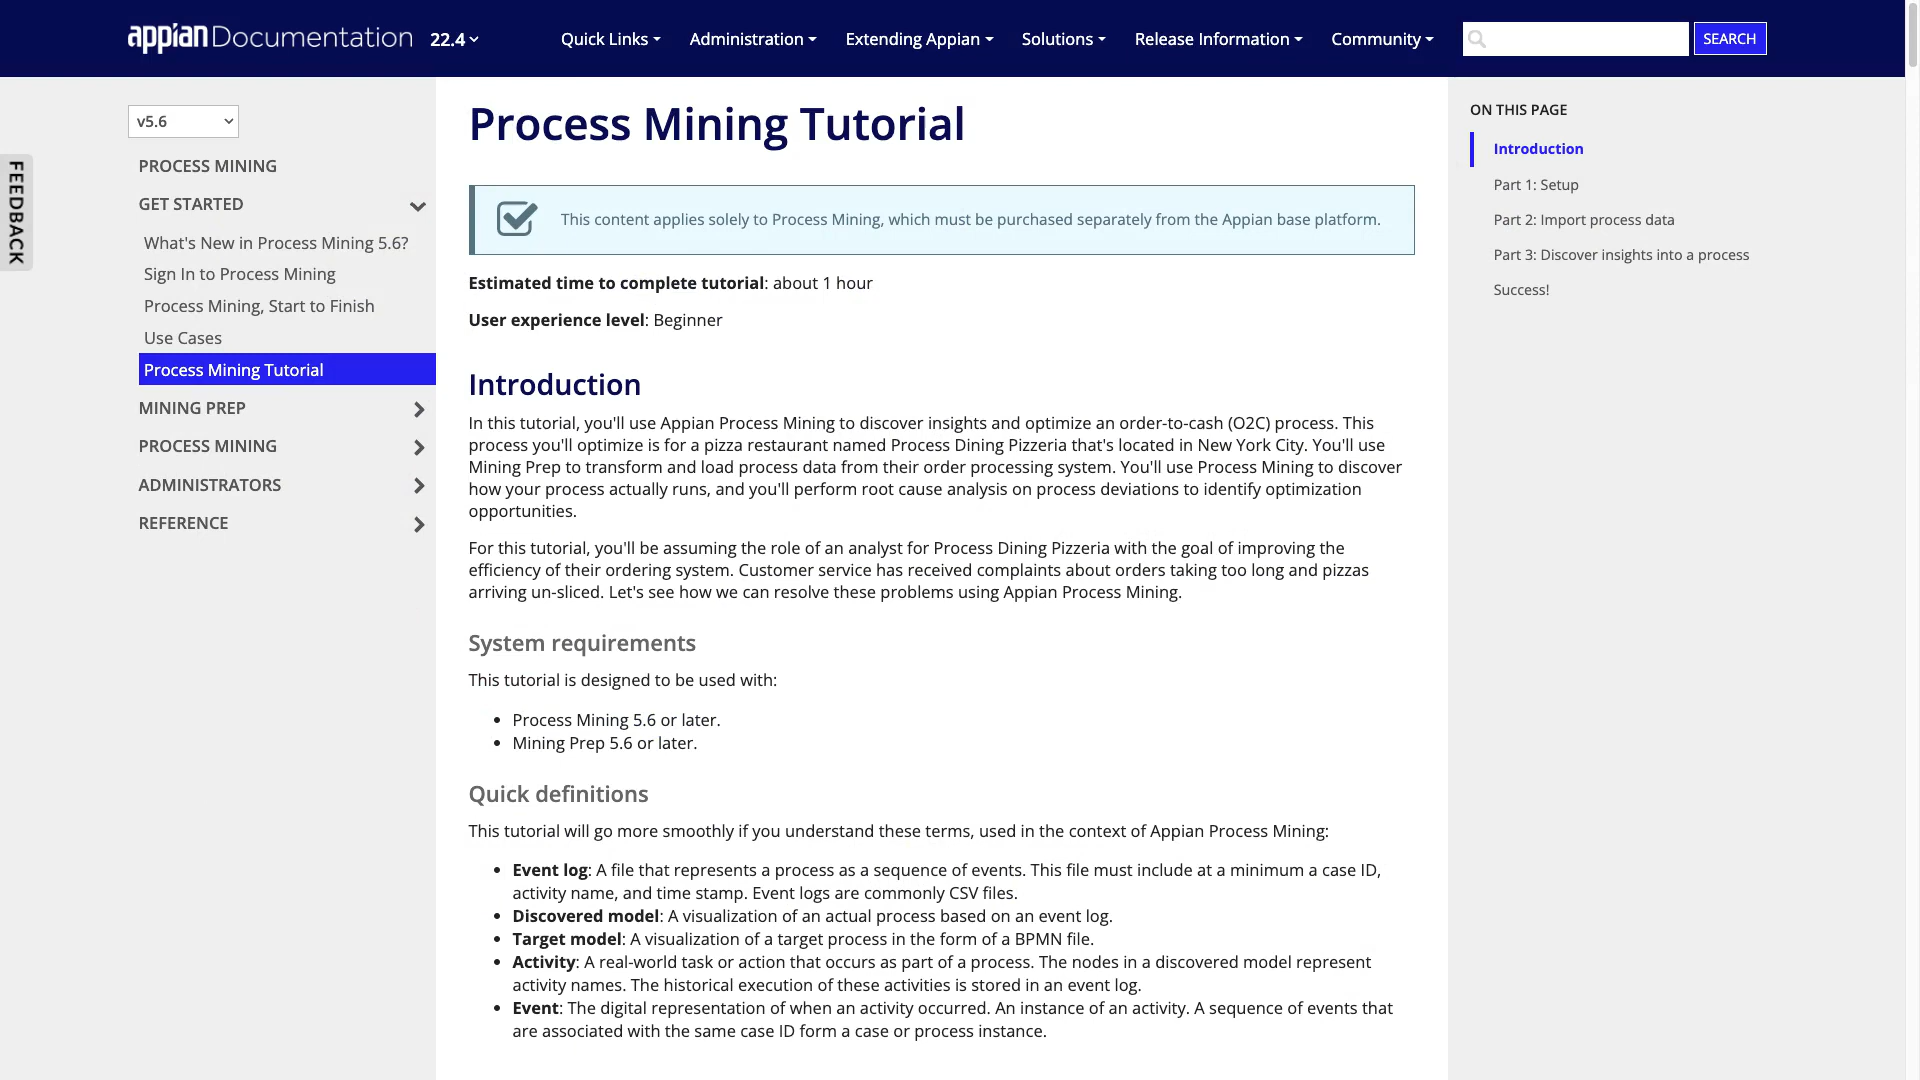 appian Documentation 22.4
Quick Links
Administration
Extending Appian
Solutions
Release Information
Community
SEARCH
FEEDBACK
v5.6
PROCESS MINING
GET STARTED
What's New in Process Mining 5.6?
Sign In to Process Mining
Process Mining, Start to Finish
Use Cases
Process Mining Tutorial
MINING PREP
PROCESS MINING
ADMINISTRATORS
REFERENCE
Process Mining Tutorial
This content applies solely to Process Mining, which must be purchased separately from the Appian base platform.
Estimated time to complete tutorial: about 1 hour
User experience level: Beginner
Introduction
In this tutorial, you'll use Appian Process Mining to discover insights and optimize an order-to-cash (O2C) process. This
process you'll optimize is for a pizza restaurant named Process Dining Pizzeria that's located in New York City. You'll use
Mining Prep to transform and load process data from their order processing system. You'll use Process Mining to discover
how your process actually runs, and you'll perform root cause analysis on process deviations to identify optimization
opportunities.
For this tutorial, you'll be assuming the role of an analyst for Process Dining Pizzeria with the goal of improving the
efficiency of their ordering system. Customer service has received complaints about orders taking too long and pizzas
arriving un-sliced. Let's see how we can resolve these problems using Appian Process Mining.
System requirements
This tutorial is designed to be used with:
• Process Mining 5.6 or later.
• Mining Prep 5.6 or later.
Quick definitions
This tutorial will go more smoothly if you understand these terms, used in the context of Appian Process Mining:
• Event log: A file that represents a process as a sequence of events. This file must include at a minimum a case ID,
activity name, and time stamp. Event logs are commonly CSV files.
• Discovered model: A visualization of an actual process based on an event log.
• Target model: A visualization of a target process in the form of a BPMN file.
• Activity: A real-world task or action that occurs as part of a process. The nodes in a discovered model represent
activity names. The historical execution of these activities is stored in an event log.
• Event: The digital representation of when an activity occurred. An instance of an activity. A sequence of events that
are associated with the same case ID form a case or process instance.
ON THIS PAGE
Introduction
Part 1: Setup
Part 2: Import process data
Part 3: Discover insights into a process
Success!